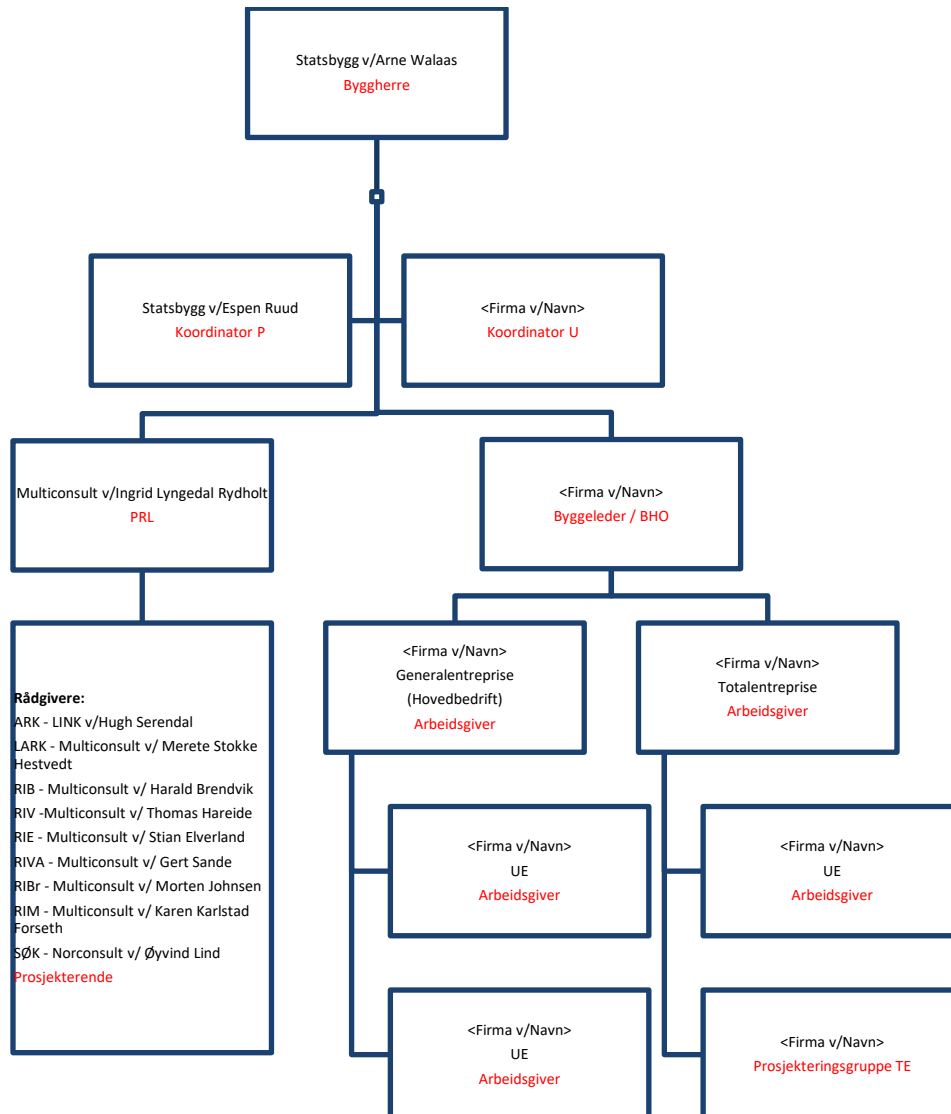 Statsbygg v/Arne Walaas
Byggherre
Statsbygg v/Espen Ruud
Koordinator P
<Firma v/Navn>
Koordinator U
Multiconsult v/Ingrid Lyngedal Rydholt
PRL
<Firma v/Navn>
Byggeleder / BHO
Rådgivere:
ARK - LINK v/Hugh Serendal
LARK - Multiconsult v/ Merete Stokke
Hestvedt
RIB - Multiconsult v/ Harald Brendvik
RIV -Multiconsult v/ Thomas Hareide
RIE - Multiconsult v/ Stian Elverland
RIVA - Multiconsult v/ Gert Sande
RIBr - Multiconsult v/ Morten Johnsen
RIM - Multiconsult v/ Karen Karlstad
Forseth
SØK - Norconsult v/ Øyvind Lind
Prosjekterende
<Firma v/Navn>
Generalentreprise
(Hovedbedrift)
Arbeidsgiver
<Firma v/Navn>
Totalentreprise
Arbeidsgiver
<Firma v/Navn>
UE
Arbeidsgiver
<Firma v/Navn>
UE
Arbeidsgiver
<Firma v/Navn>
UE
Arbeidsgiver
<Firma v/Navn>
Prosjekteringsgruppe TE